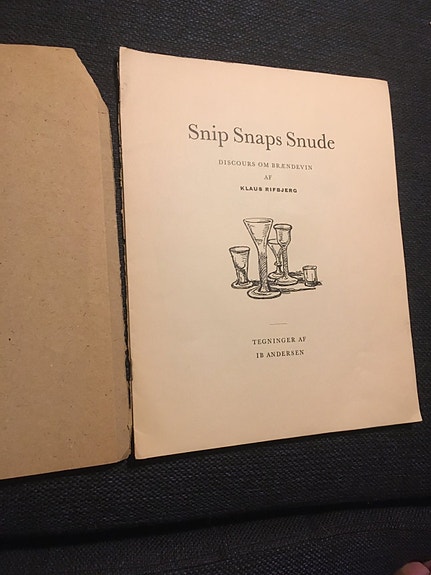 Snip Snaps Snude
DISCOURS OM BRÆNDEVIN
AF
KLAUS RIFBJERG
TEGNINGER AF
IB ANDERSEN